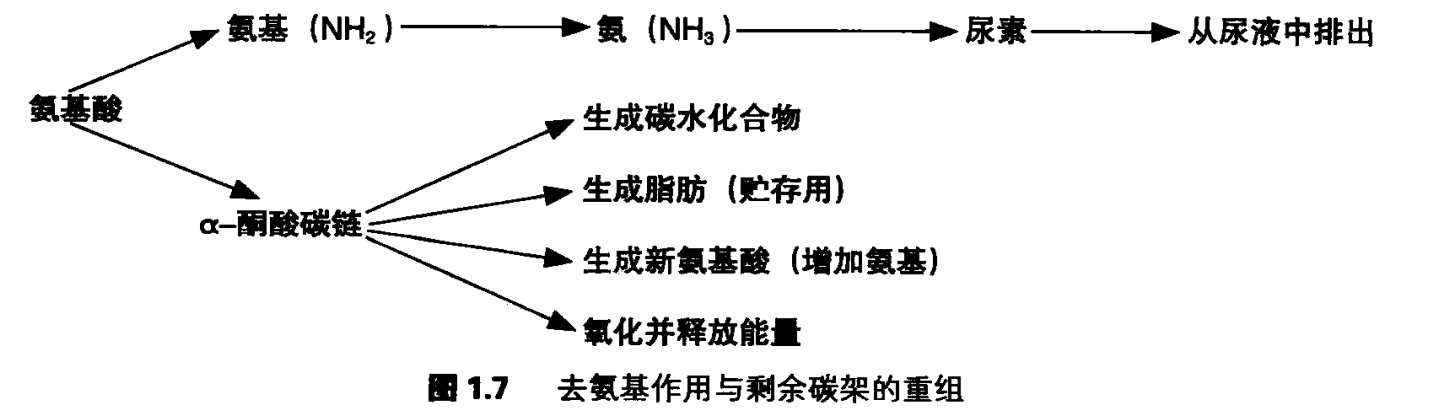 氨基（NH₂） 氨（NH₃） 尿素 从尿液中排出
氨基酸
生成碳水化合物
生成脂肪（贮存用）
α–酮酸碳链
生成新氨基酸（增加氨基）
氧化并释放能量
图 1.7 去氨基作用与剩余碳架的重组